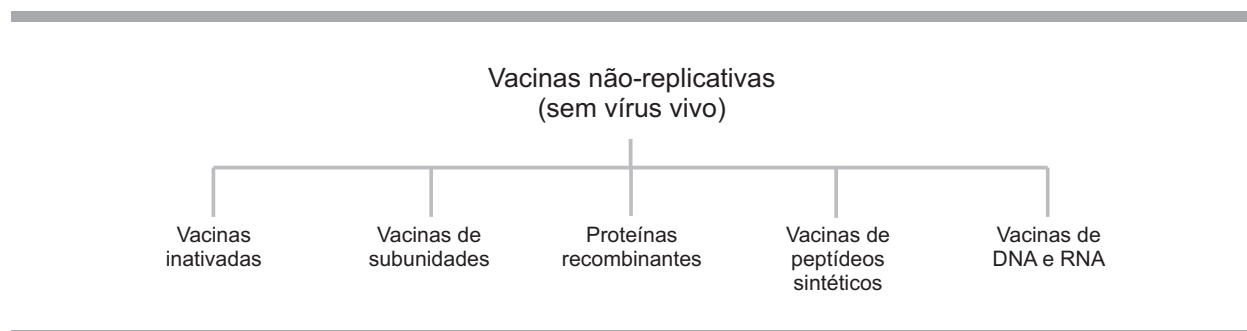 Vacinas não-replicativas
(sem vírus vivo)
Vacinas
inativadas
Vacinas de
subunidades
Proteínas
recombinantes
Vacinas de
peptídeos
sintéticos
Vacinas de
DNA e RNA